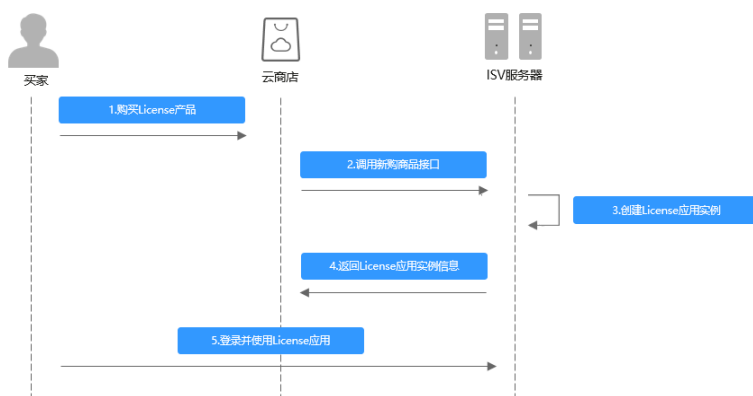 买家
云商店
ISV服务器
1.购买License产品
2.调用新购商品接口
3.创建License应用实例
4.返回License应用实例信息
5.登录并使用License应用